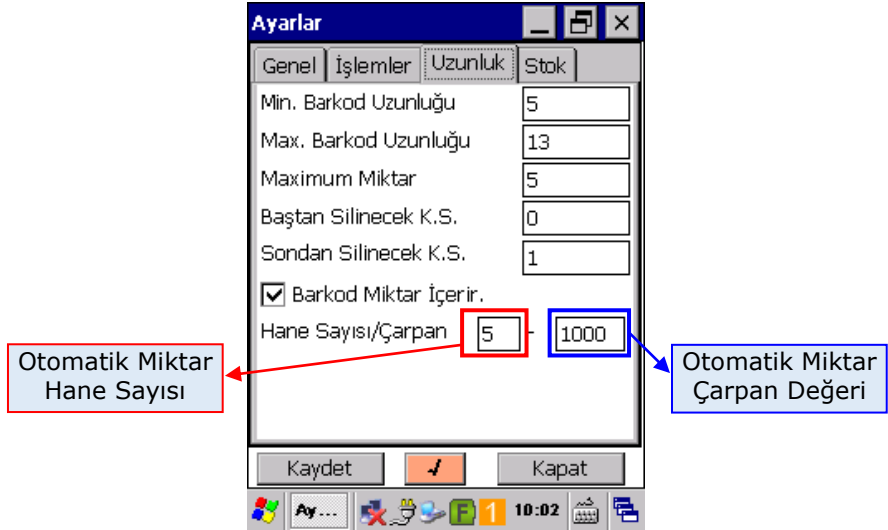 Ayarlar
Genel İşlemler Uzunluk Stok
Min. Barkod Uzunluğu 5
Max. Barkod Uzunluğu 13
Maximum Miktar 5
Baştan Silinecek K.S. 0
Sondan Silinecek K.S. 1
Barkod Miktar İçerir.
Hane Sayısı/Çarpan 5 - 1000
Otomatik Miktar
Hane Sayısı
Otomatik Miktar
Çarpan Değeri
Kaydet √ Kapat
Ay... F 1 10:02